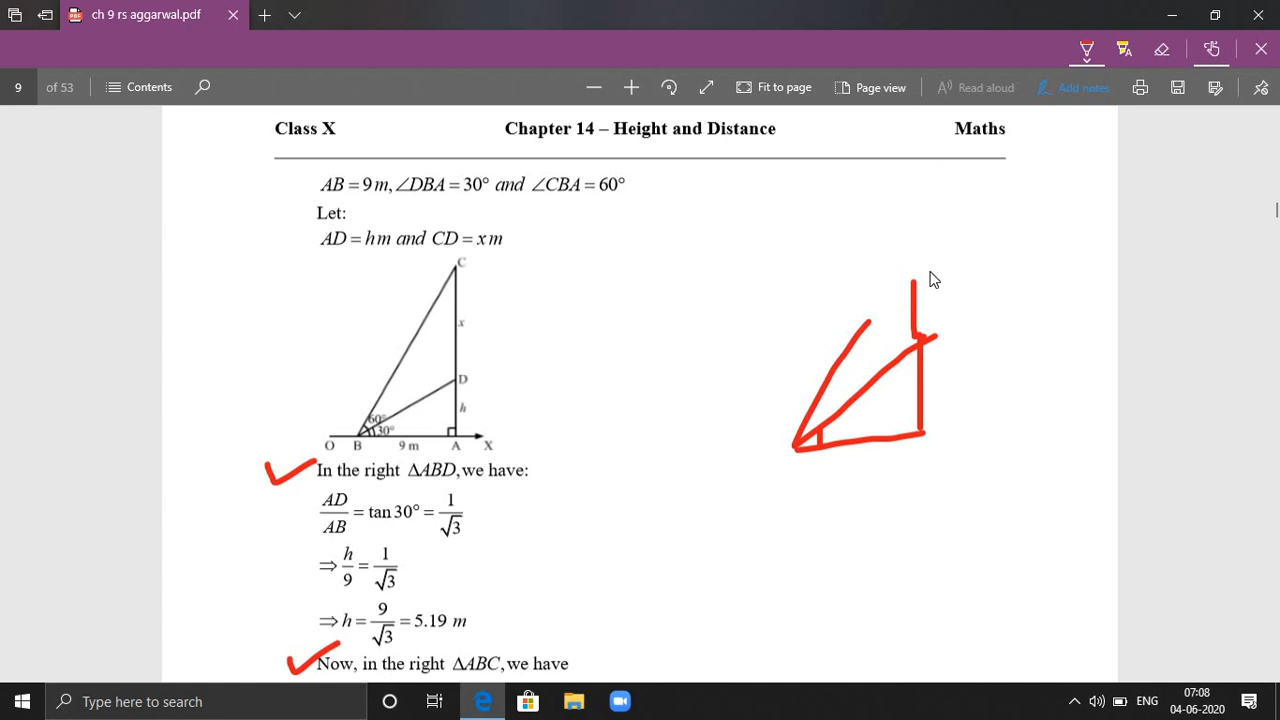 ch 9 rs aggarwal.pdf
9 of 53 Contents Fit to page Page view Read aloud Add notes
Class X Chapter 14 – Height and Distance Maths
AB = 9 m, ∠DBA = 30° and ∠CBA = 60°
Let:
AD = h m and CD = x m
C
x
D
h
60°
30°
O B 9 m A X
In the right ΔABD, we have:
AD/AB = tan 30° = 1/√3
⇒ h/9 = 1/√3
⇒ h = 9/√3 = 5.19 m
Now, in the right ΔABC, we have
Type here to search
ENG
07:08
04-06-2020